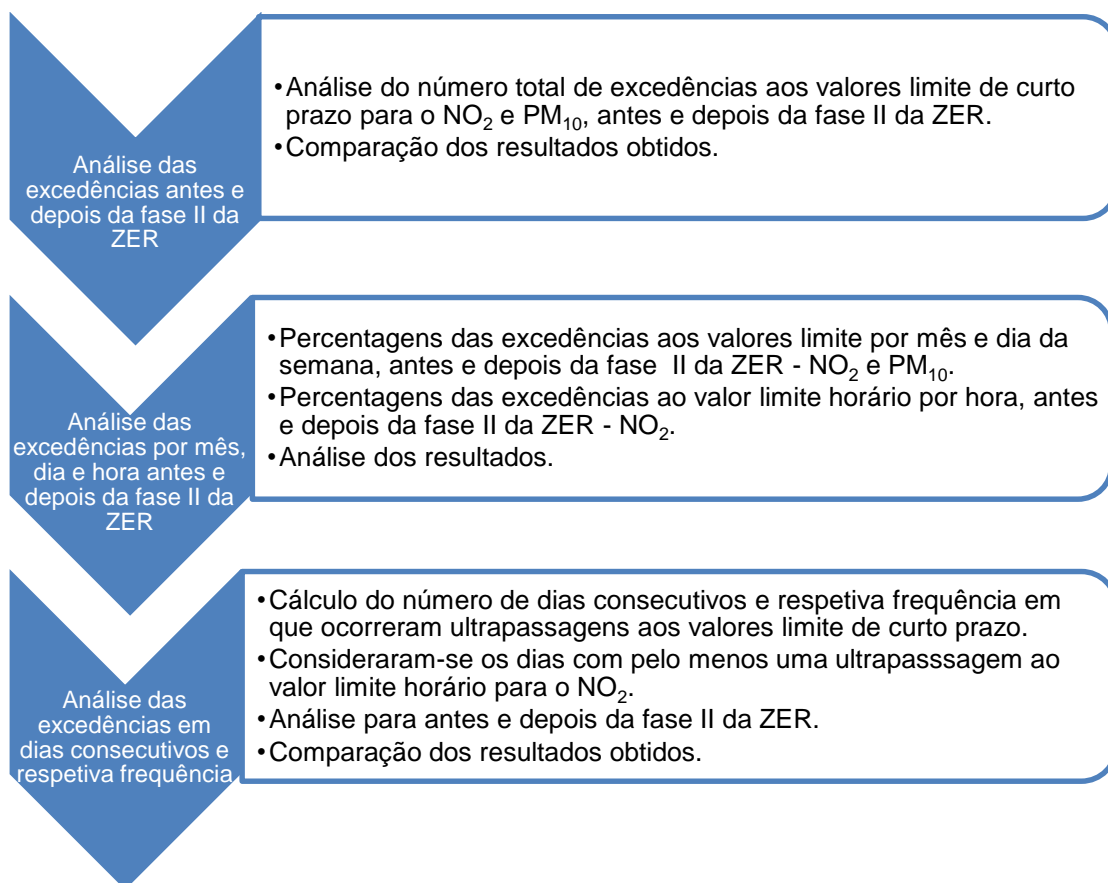 Análise das
excedências antes e
depois da fase II da
ZER
•Análise do número total de excedências aos valores limite de curto
prazo para o NO₂ e PM₁₀, antes e depois da fase II da ZER.
•Comparação dos resultados obtidos.
Análise das
excedências por mês,
dia e hora antes e
depois da fase II da
ZER
•Percentagens das excedências aos valores limite por mês e dia da
semana, antes e depois da fase II da ZER - NO₂ e PM₁₀.
•Percentagens das excedências ao valor limite horário por hora, antes
e depois da fase II da ZER - NO₂.
•Análise dos resultados.
Análise das
excedências em
dias consecutivos e
respetiva frequência
•Cálculo do número de dias consecutivos e respetiva frequência em
que ocorreram ultrapassagens aos valores limite de curto prazo.
•Consideraram-se os dias com pelo menos uma ultrapasssagem ao
valor limite horário para o NO₂.
•Análise para antes e depois da fase II da ZER.
•Comparação dos resultados obtidos.